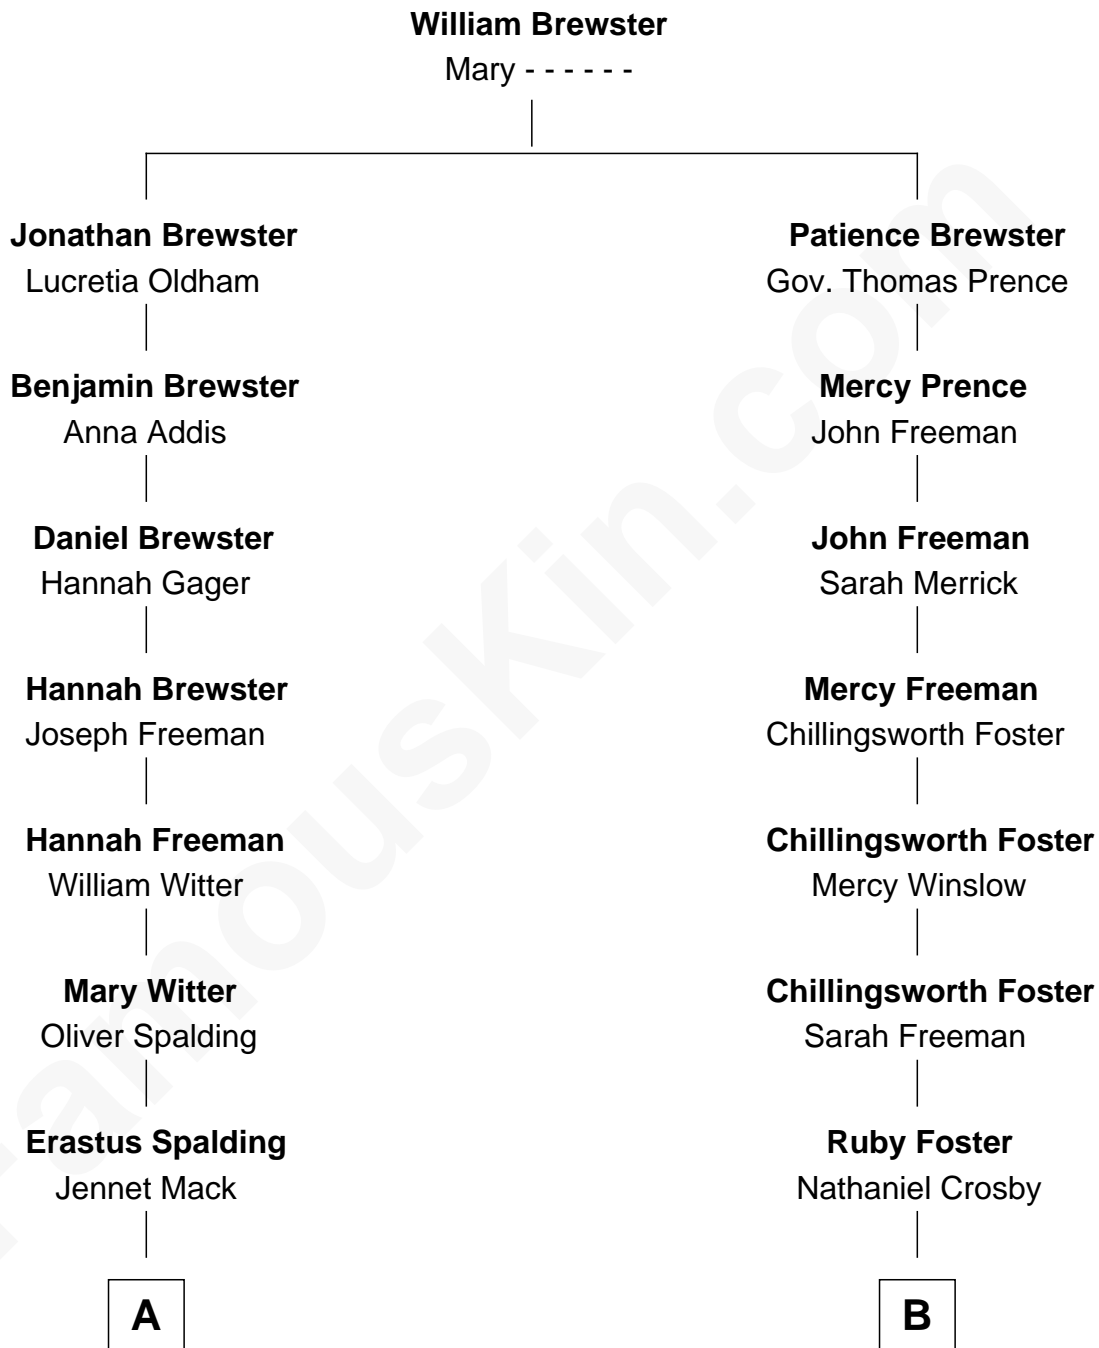 William Brewster
Mary - - - - - -
Jonathan Brewster
Lucretia Oldham
Patience Brewster
Gov. Thomas Prence
Benjamin Brewster
Anna Addis
Mercy Prence
John Freeman
Daniel Brewster
Hannah Gager
John Freeman
Sarah Merrick
Hannah Brewster
Joseph Freeman
Mercy Freeman
Chillingsworth Foster
Hannah Freeman
William Witter
Chillingsworth Foster
Mercy Winslow
Mary Witter
Oliver Spalding
Chillingsworth Foster
Sarah Freeman
Erastus Spalding
Jennet Mack
Ruby Foster
Nathaniel Crosby
A
B
FamousKin.com